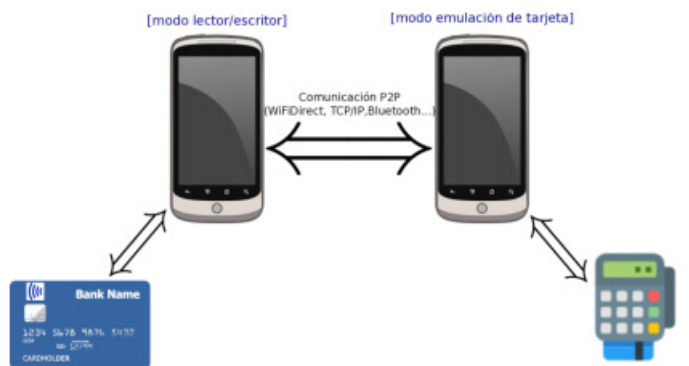 [modo lector/escritor]
[modo emulación de tarjeta]
Comunicación P2P
(WiFiDirect, TCP/IP,Bluetooth...)
Bank Name
1234 5678 9876 5432
1234
CARDHOLDER